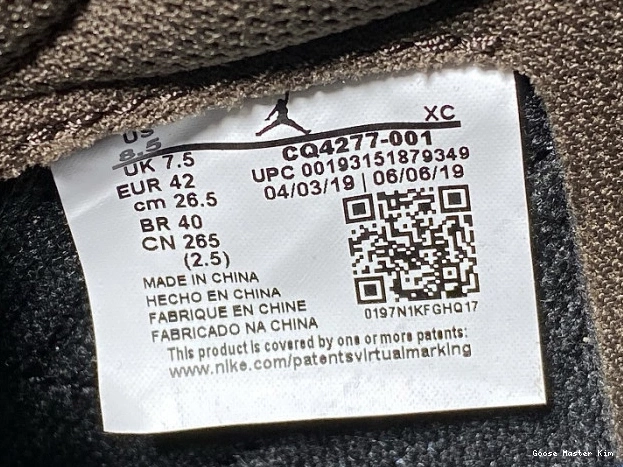 US
8.5
UK 7.5
EUR 42
cm 26.5
BR 40
CN 265
(2.5)
XC
CQ4277-001
UPC 00193151879349
04/03/19 | 06/06/19
0197N1KFGHQ17
MADE IN CHINA
HECHO EN CHINA
FABRIQUE EN CHINE
FABRICADO NA CHINA
This product is covered by one or more patents:
www.nike.com/patentsvirtualmarking
Goose Master Kim